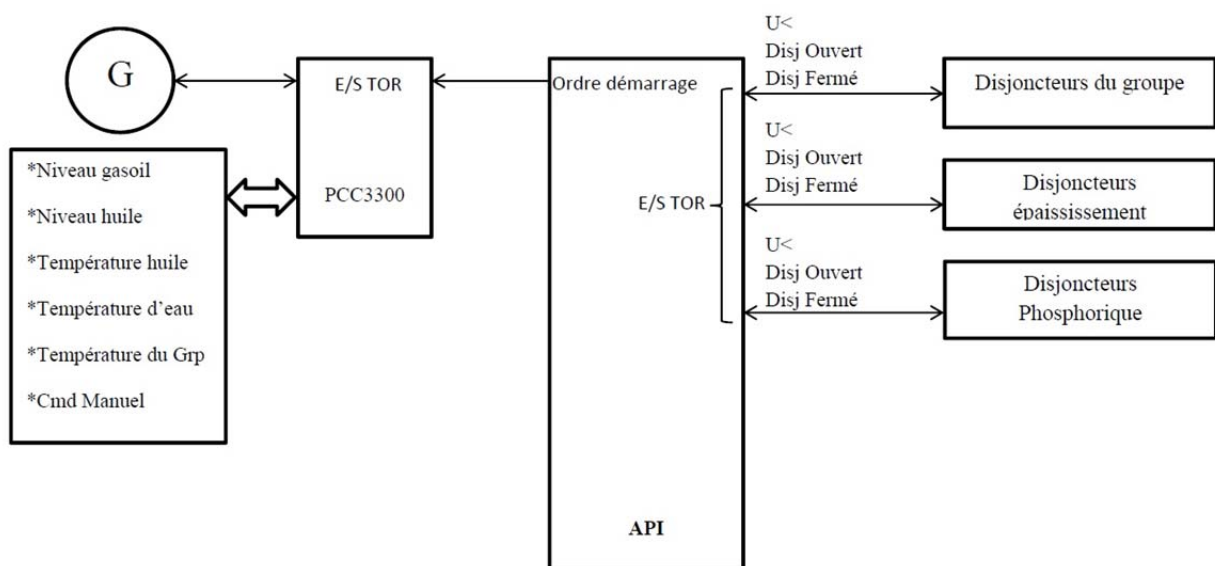 G
E/S TOR
PCC3300
*Niveau gasoil
*Niveau huile
*Température huile
*Température d'eau
*Température du Grp
*Cmd Manuel
Ordre démarrage
E/S TOR
API
U<
Disj Ouvert
Disj Fermé
Disjoncteurs du groupe
U<
Disj Ouvert
Disj Fermé
Disjoncteurs
épaississement
U<
Disj Ouvert
Disj Fermé
Disjoncteurs
Phosphorique